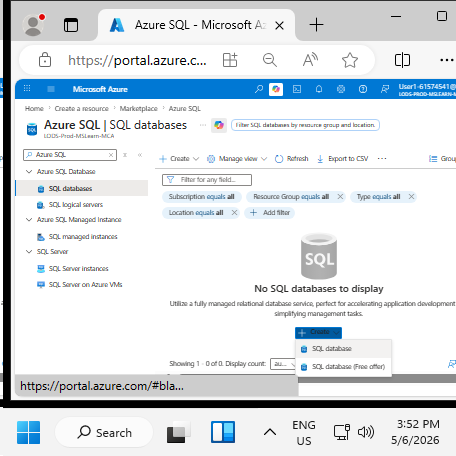 Azure SQL - Microsoft Az
https://portal.azure.c...
Microsoft Azure
User1-61574541@
LODS-PROD-MSLEARN-
Home > Create a resource > Marketplace > Azure SQL
Azure SQL | SQL databases
LODS-Prod-MSLearn-MCA
Filter SQL databases by resource group and location.
Azure SQL
Azure SQL Database
SQL databases
SQL logical servers
Azure SQL Managed Instance
SQL managed instances
SQL Server
SQL Server instances
SQL Server on Azure VMs
Create
Manage view
Refresh
Export to CSV
Grou
Filter for any field...
Subscription equals all
Resource Group equals all
Type equals all
Location equals all
Add filter
SQL
No SQL databases to display
Utilize a fully managed relational database service, perfect for accelerating application development
simplifying management tasks.
Create
SQL database
SQL database (Free offer)
Showing 1 - 0 of 0. Display count:
au...
https://portal.azure.com/#bla...
Search
ENG
US
3:52 PM
5/6/2026